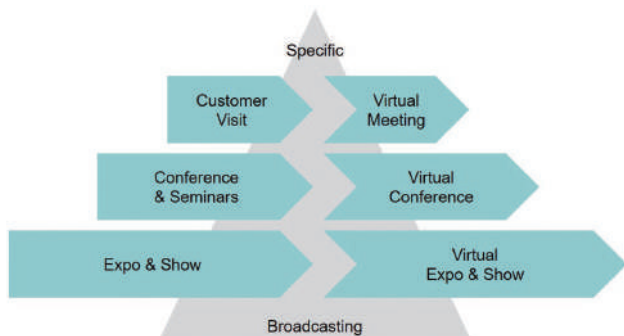 Specific
Customer
Visit
Virtual
Meeting
Conference
& Seminars
Virtual
Conference
Expo & Show
Virtual
Expo & Show
Broadcasting